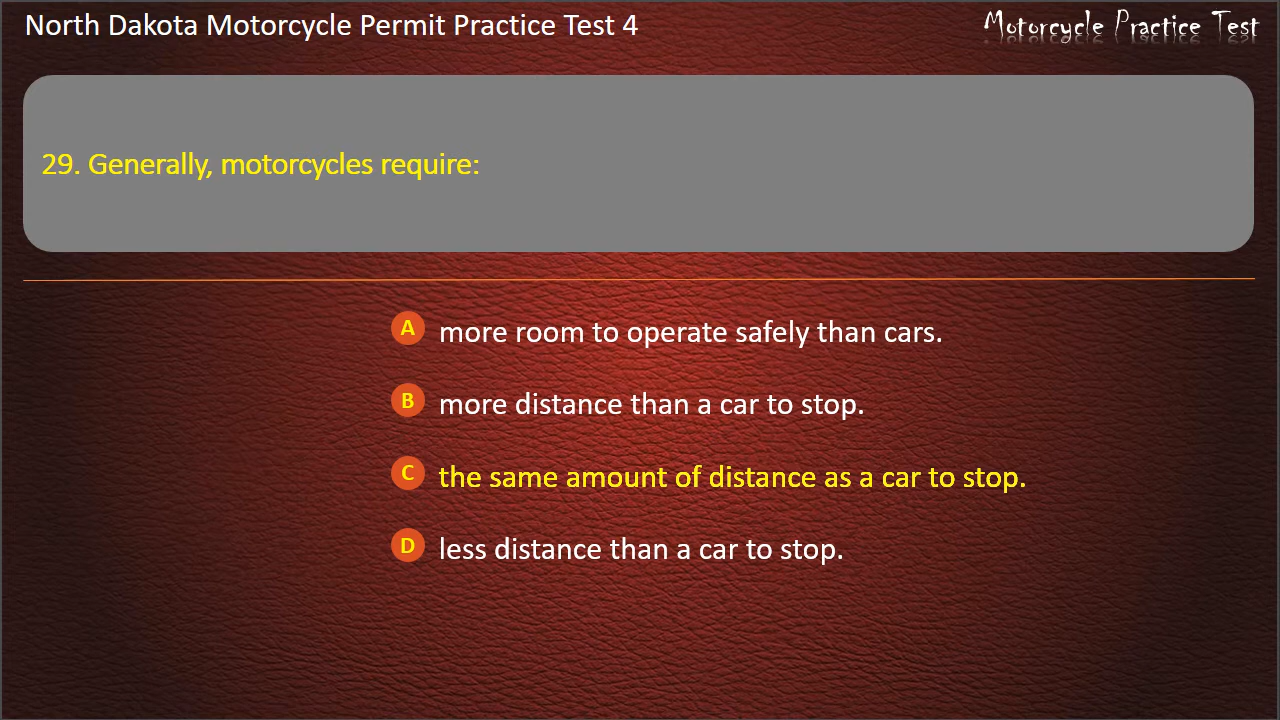 North Dakota Motorcycle Permit Practice Test 4
Motorcycle Practice Test
29. Generally, motorcycles require:
A more room to operate safely than cars.
B more distance than a car to stop.
C the same amount of distance as a car to stop.
D less distance than a car to stop.